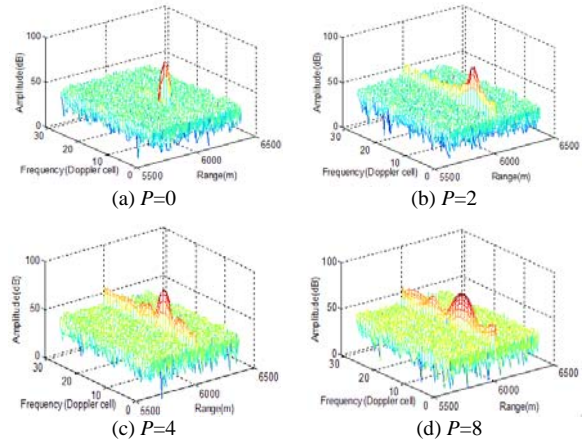 100
50
0
30
20
10
0
5500
6000
6500
Amplitude(dB)
Frequency(Doppler cell)
Range(m)
(a) P=0
100
50
0
30
20
10
0
5500
6000
6500
Amplitude(dB)
Frequency(Doppler cell)
Range(m)
(b) P=2
100
50
0
30
20
10
0
5500
6000
6500
Amplitude(dB)
Frequency(Doppler cell)
Range(m)
(c) P=4
100
50
0
30
20
10
0
5500
6000
6500
Amplitude(dB)
Frequency(Doppler cell)
Range(m)
(d) P=8